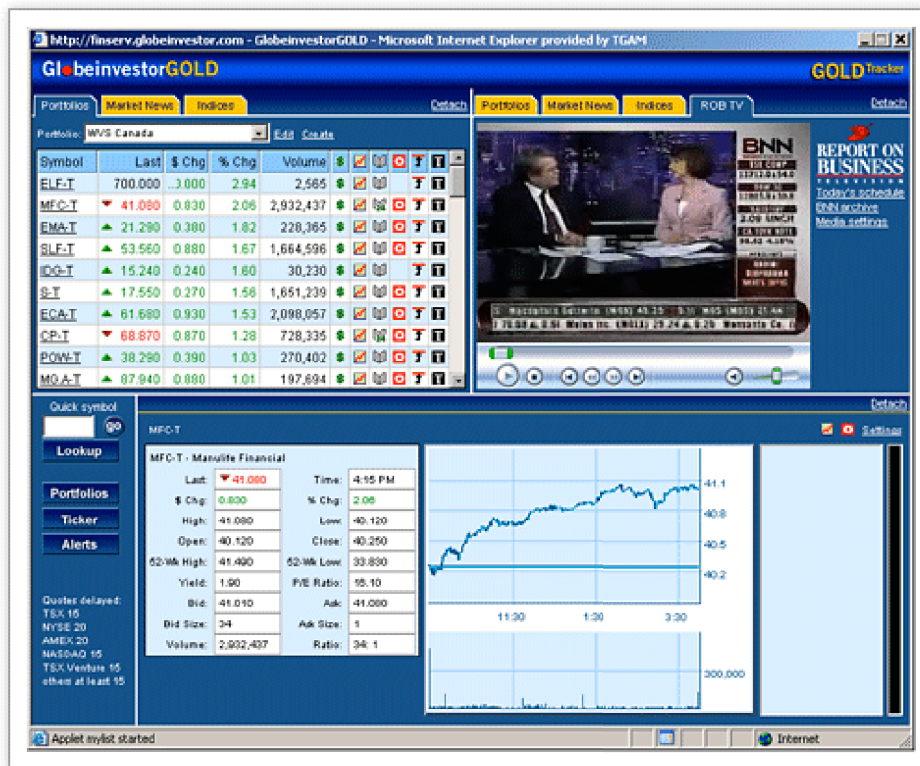 http://finserv.globeinvestor.com - GlobeinvestorGOLD - Microsoft Internet Explorer provided by TGAM
GlobeinvestorGOLD
GOLD Tracker
Portfolios Market News Indices Detach
Portfolios Market News Indices ROB TV Detach
Portfolio: WVS Canada Edit Create
Symbol Last $ Chg % Chg Volume $
ELF-T 700.000 2.94 2,565 $
MFC-T 41.080 0.830 2.06 2,932,437 $
EMA-T 21.290 0.380 1.82 228,365 $
SLF-T 53.560 0.880 1.67 1,664,596 $
IDG-T 15.240 0.240 1.60 30,230 $
S-T 17.550 0.270 1.56 1,651,239 $
ECA-T 61.680 0.930 1.53 2,098,057 $
CP-T 68.870 0.870 1.28 728,335 $
POW-T 38.290 0.390 1.03 270,402 $
MG.A-T 87.940 0.880 1.01 197,694 $
BNN
REPORT ON
BUSINESS
TELEVISION
Today's schedule
BNN archive
Media settings
Quick symbol
go
Lookup
Portfolios
Ticker
Alerts
Quotes delayed:
TSX 15
NYSE 20
AMEX 20
NASDAQ 15
TSX Venture 15
others at least 15
Detach
MFC-T
Settings
MFC-T - Manulife Financial
Last: 41.080 Time: 4:15 PM
$ Chg: 0.830 % Chg: 2.06
High: 41.080 Low: 40.120
Open: 40.120 Close: 40.250
52-Wk High: 41.490 52-Wk Low: 33.830
Yield: 1.90 P/E Ratio: 15.10
Bid: 41.010 Ask: 41.080
Bid Size: 34 Ask Size: 1
Volume: 2,932,437 Ratio: 34: 1
41.1
40.8
40.5
40.2
11:30 1:30 3:30
300,000
Applet mylist started
Internet